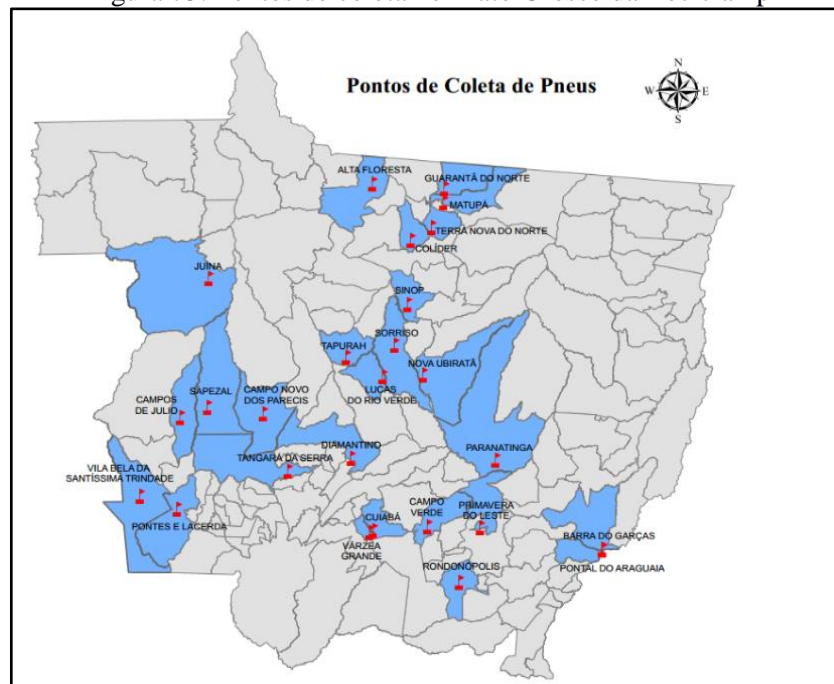 Pontos de Coleta de Pneus
N
W E
S
ALTA FLORESTA
GUARANTÃ DO NORTE
MATUPÁ
TERRA NOVA DO NORTE
COLÍDER
JUÍNA
SINOP
SORRISO
TAPURAH
NOVA UBIRATÃ
LUCAS
DO RIO VERDE
CAMPOS
DE JULIO
SAPEZAL
CAMPO NOVO
DOS PARECIS
DIAMANTINO
TANGARÁ DA SERRA
PARANATINGA
VILA BELA DA
SANTÍSSIMA TRINDADE
PONTES E LACERDA
CUIABÁ
VÁRZEA
GRANDE
CAMPO
VERDE
PRIMAVERA
DO LESTE
BARRA DO GARÇAS
PONTAL DO ARAGUAIA
RONDONÓPOLIS